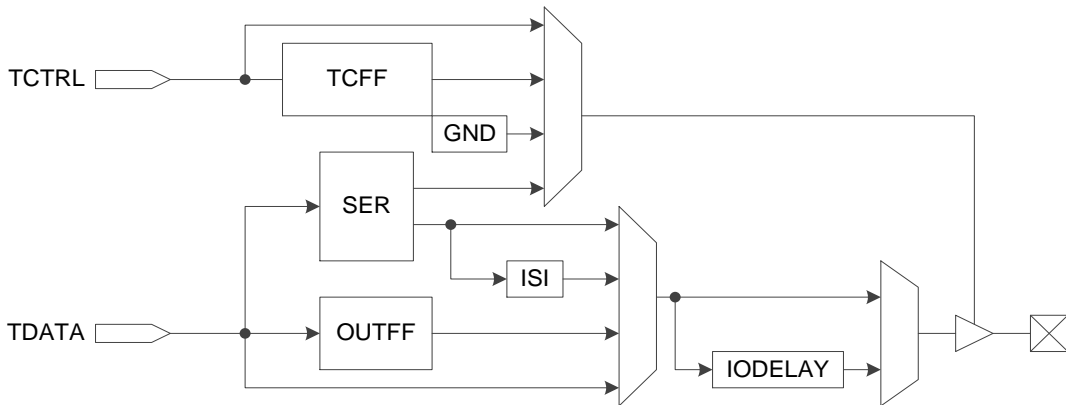 TCTRL
TCFF
GND
SER
ISI
TDATA
OUTFF
IODELAY